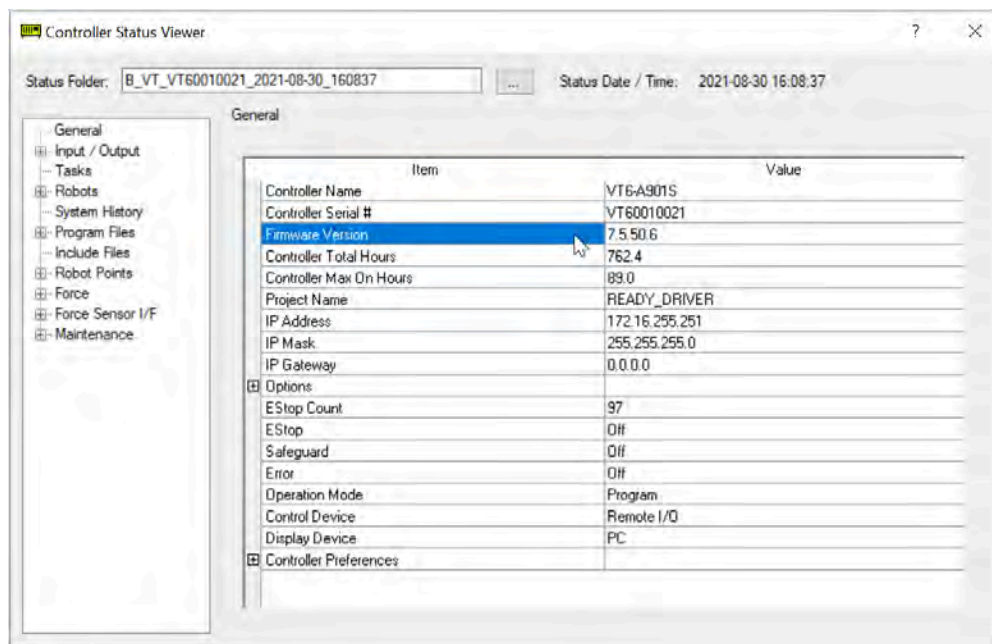 Controller Status Viewer
? ×
Status Folder: B_VT_VT60010021_2021-08-30_160837 ... Status Date / Time: 2021-08-30 16:08:37
General
Input / Output
Tasks
Robots
System History
Program Files
Include Files
Robot Points
Force
Force Sensor I/F
Maintenance
General
Item Value
Controller Name VT6-A901S
Controller Serial # VT60010021
Firmware Version 7.5.50.6
Controller Total Hours 762.4
Controller Max On Hours 89.0
Project Name READY_DRIVER
IP Address 172.16.255.251
IP Mask 255.255.255.0
IP Gateway 0.0.0.0
Options
EStop Count 97
EStop Off
Safeguard Off
Error Off
Operation Mode Program
Control Device Remote I/O
Display Device PC
Controller Preferences